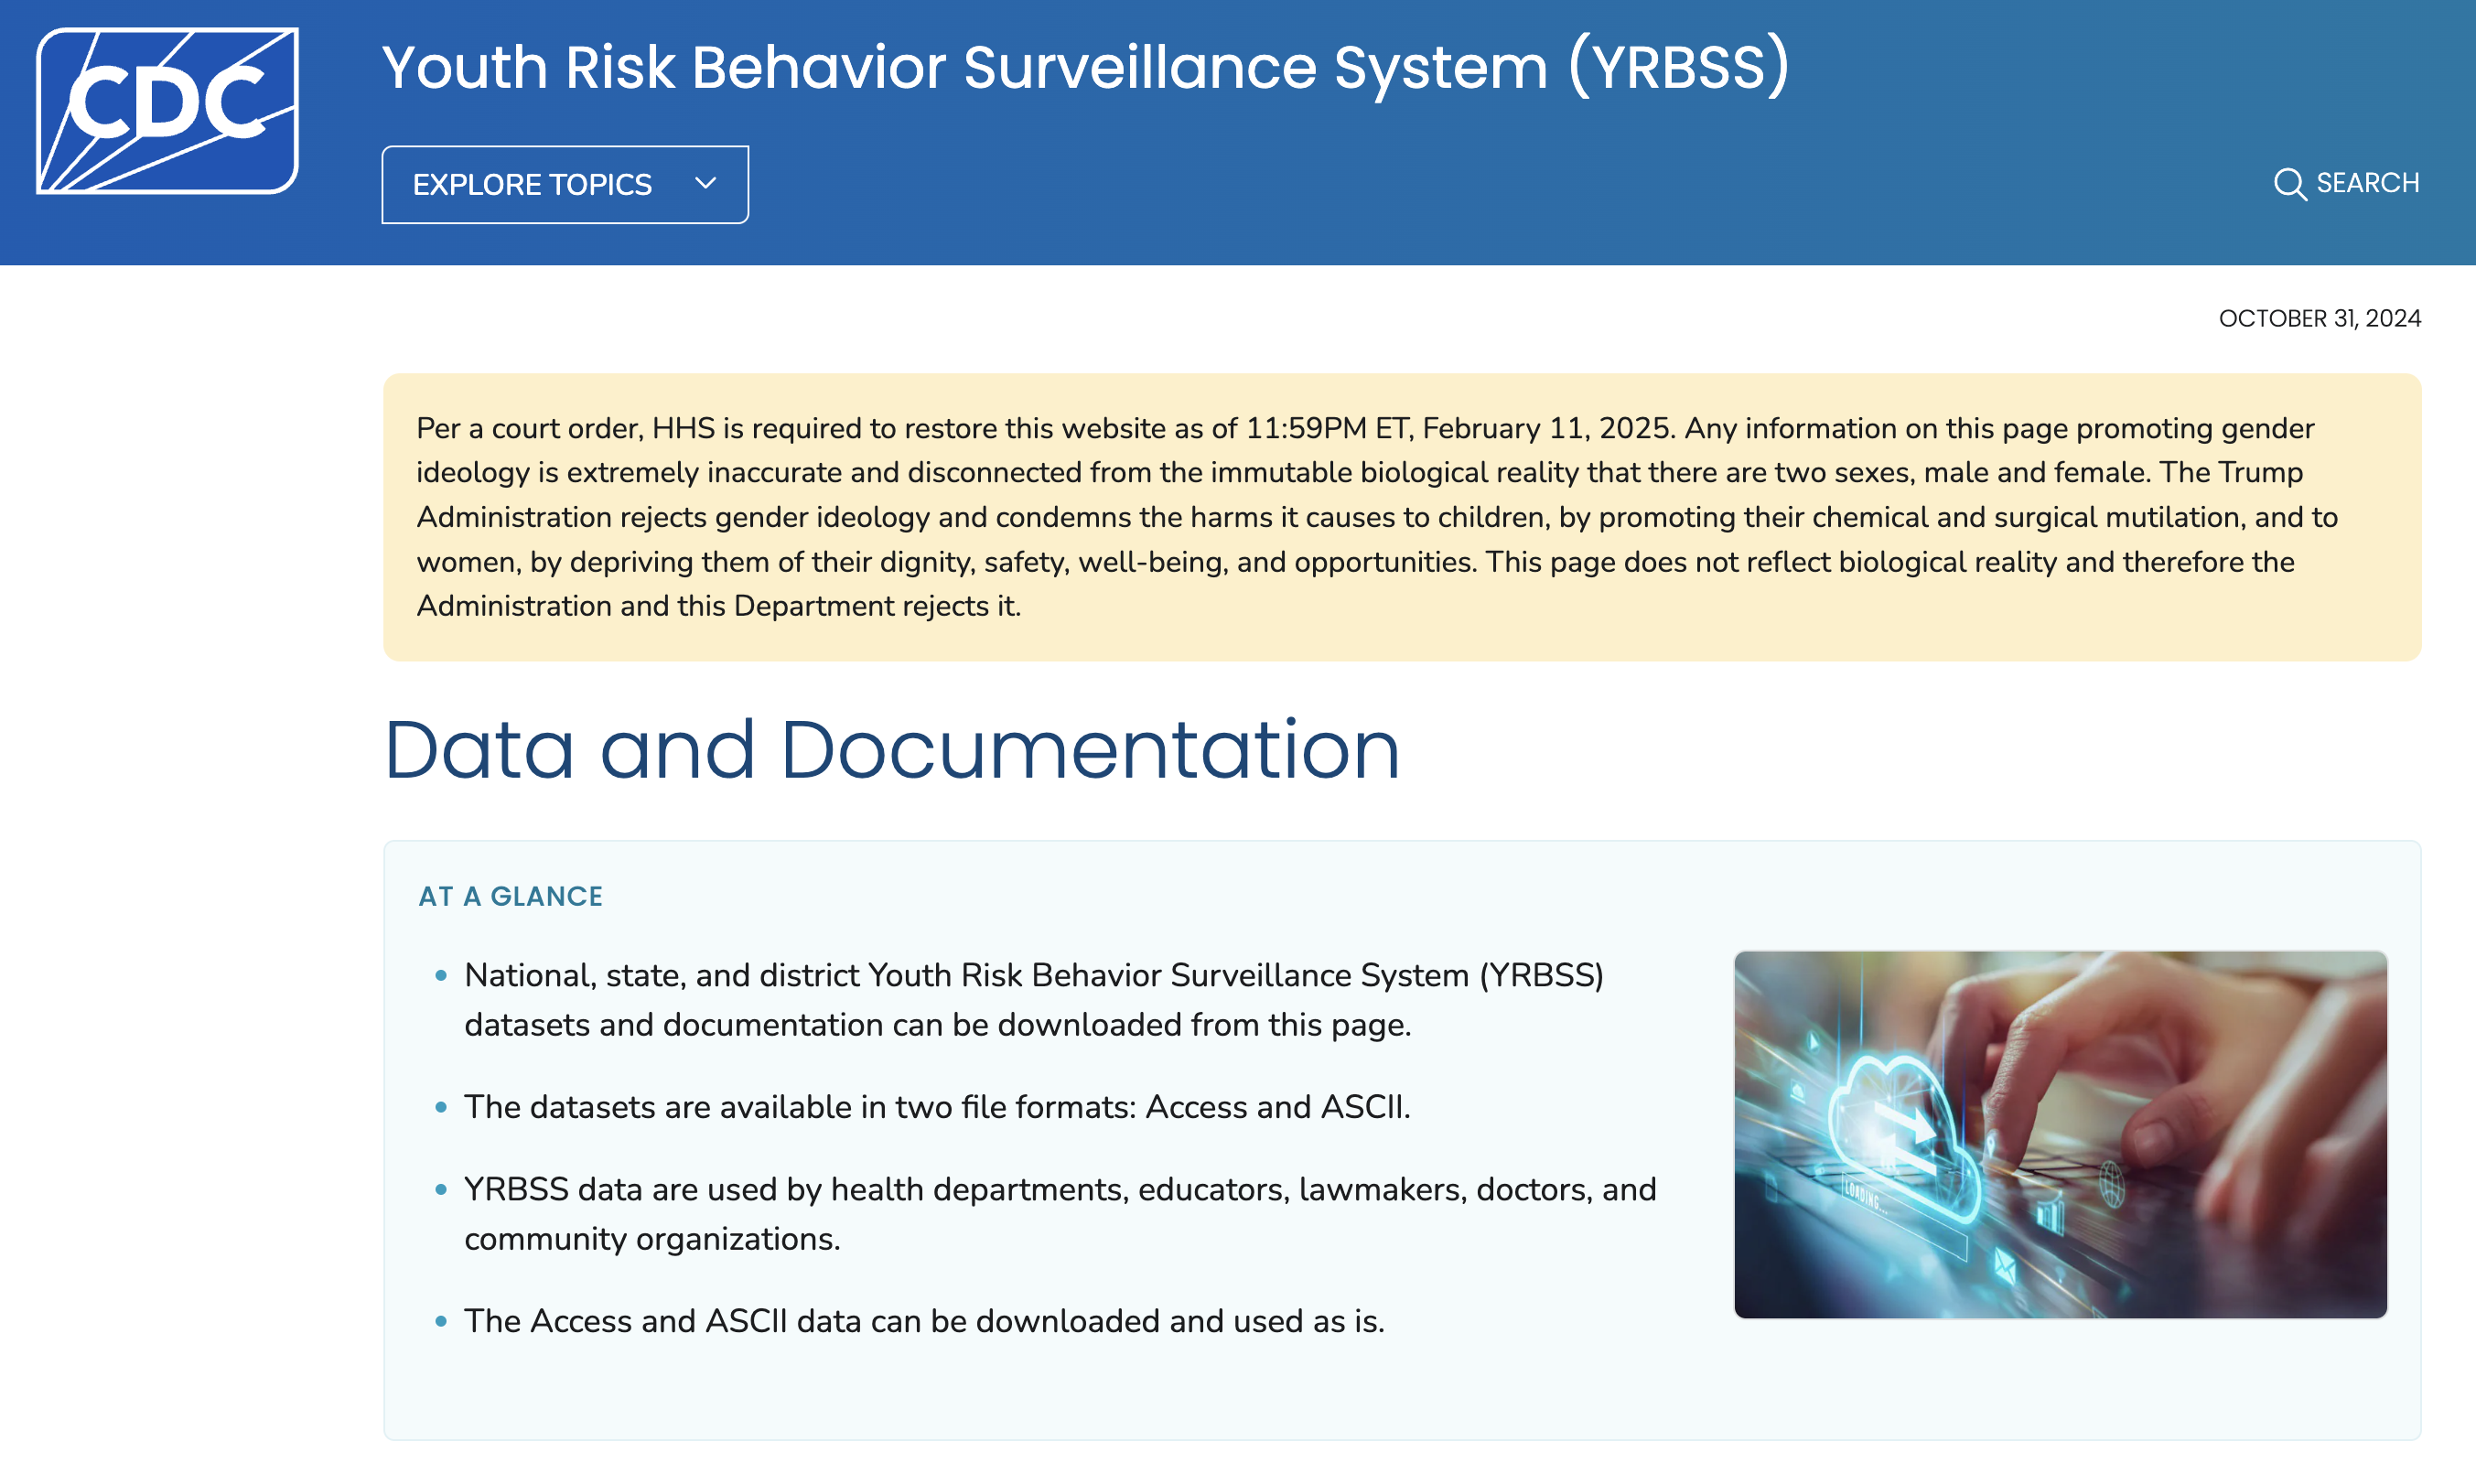 CDC
Youth Risk Behavior Surveillance System (YRBSS)
EXPLORE TOPICS
SEARCH
OCTOBER 31, 2024
Per a court order, HHS is required to restore this website as of 11:59PM ET, February 11, 2025. Any information on this page promoting gender
ideology is extremely inaccurate and disconnected from the immutable biological reality that there are two sexes, male and female. The Trump
Administration rejects gender ideology and condemns the harms it causes to children, by promoting their chemical and surgical mutilation, and to
women, by depriving them of their dignity, safety, well-being, and opportunities. This page does not reflect biological reality and therefore the
Administration and this Department rejects it.
Data and Documentation
AT A GLANCE
National, state, and district Youth Risk Behavior Surveillance System (YRBSS)
datasets and documentation can be downloaded from this page.
The datasets are available in two file formats: Access and ASCII.
YRBSS data are used by health departments, educators, lawmakers, doctors, and
community organizations.
The Access and ASCII data can be downloaded and used as is.
LOADING...